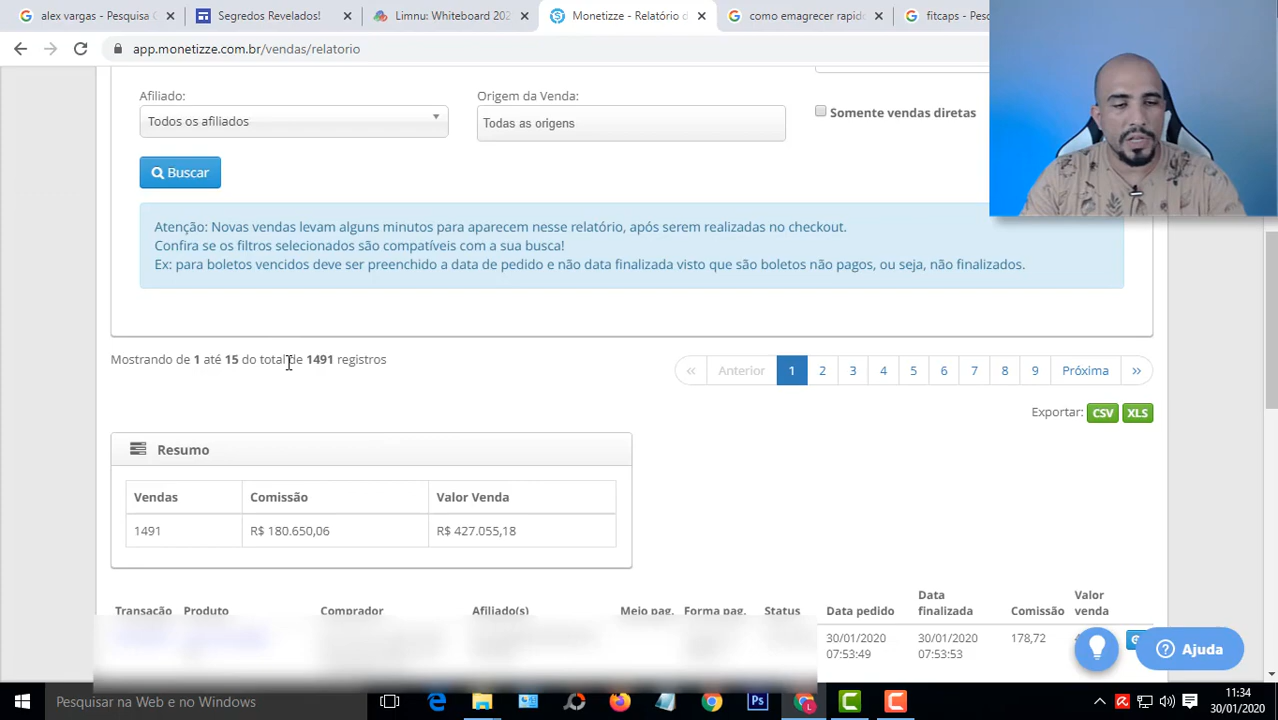 alex vargas - Pesquisa G
Segredos Revelados!
Limnu: Whiteboard 202
Monetizze - Relatório d
como emagrecer rapid
fitcaps - Pes
app.monetizze.com.br/vendas/relatorio
Afiliado:
Origem da Venda:
Todos os afiliados
Todas as origens
Somente vendas diretas
Buscar
Atenção: Novas vendas levam alguns minutos para aparecem nesse relatório, após serem realizadas no checkout.
Confira se os filtros selecionados são compatíveis com a sua busca!
Ex: para boletos vencidos deve ser preenchido a data de pedido e não data finalizada visto que são boletos não pagos, ou seja, não finalizados.
Mostrando de 1 até 15 do total de 1491 registros
« Anterior 1 2 3 4 5 6 7 8 9 Próxima »
Exportar: CSV XLS
Resumo
Vendas Comissão Valor Venda
1491 R$ 180.650,06 R$ 427.055,18
Transação Produto Comprador Afiliado(s) Meio pag. Forma pag. Status Data pedido Data finalizada Comissão Valor venda
30/01/2020 07:53:49
30/01/2020 07:53:53
178,72
Ajuda
Pesquisar na Web e no Windows
11:34
30/01/2020